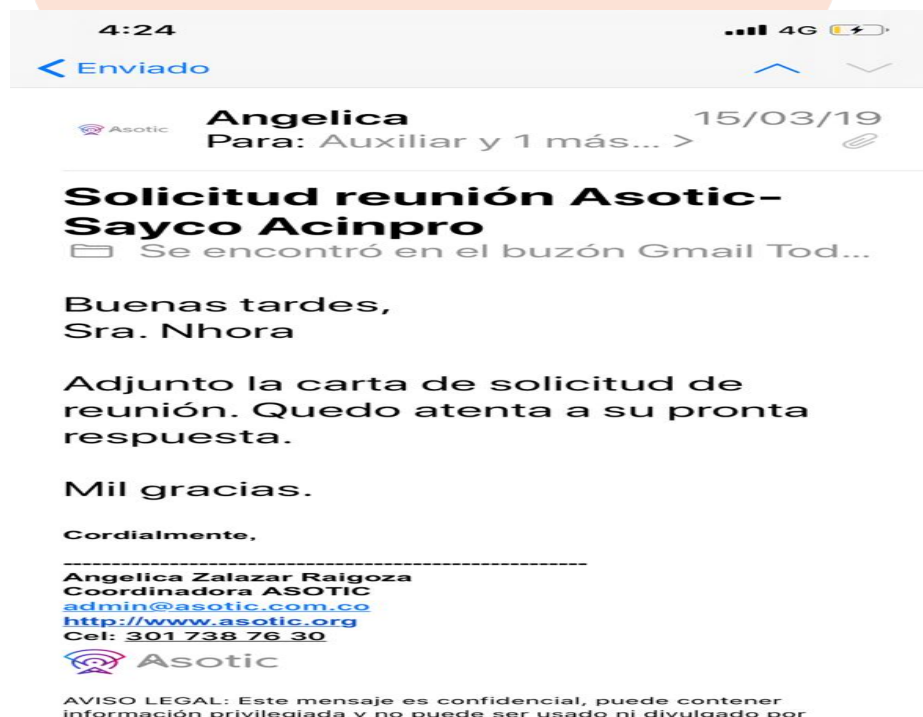 4:24
4G
Enviado
Asotic
Angelica
15/03/19
Para: Auxiliar y 1 más... >
Solicitud reunión Asotic-
Sayco Acinpro
Se encontró en el buzón Gmail Tod...
Buenas tardes,
Sra. Nhora
Adjunto la carta de solicitud de
reunión. Quedo atenta a su pronta
respuesta.
Mil gracias.
Cordialmente,
------------------------------------------------------
Angelica Zalazar Raigoza
Coordinadora ASOTIC
admin@asotic.com.co
http://www.asotic.org
Cel: 301 738 76 30
Asotic
AVISO LEGAL: Este mensaje es confidencial, puede contener
información privilegiada y no puede ser usado ni divulgado por